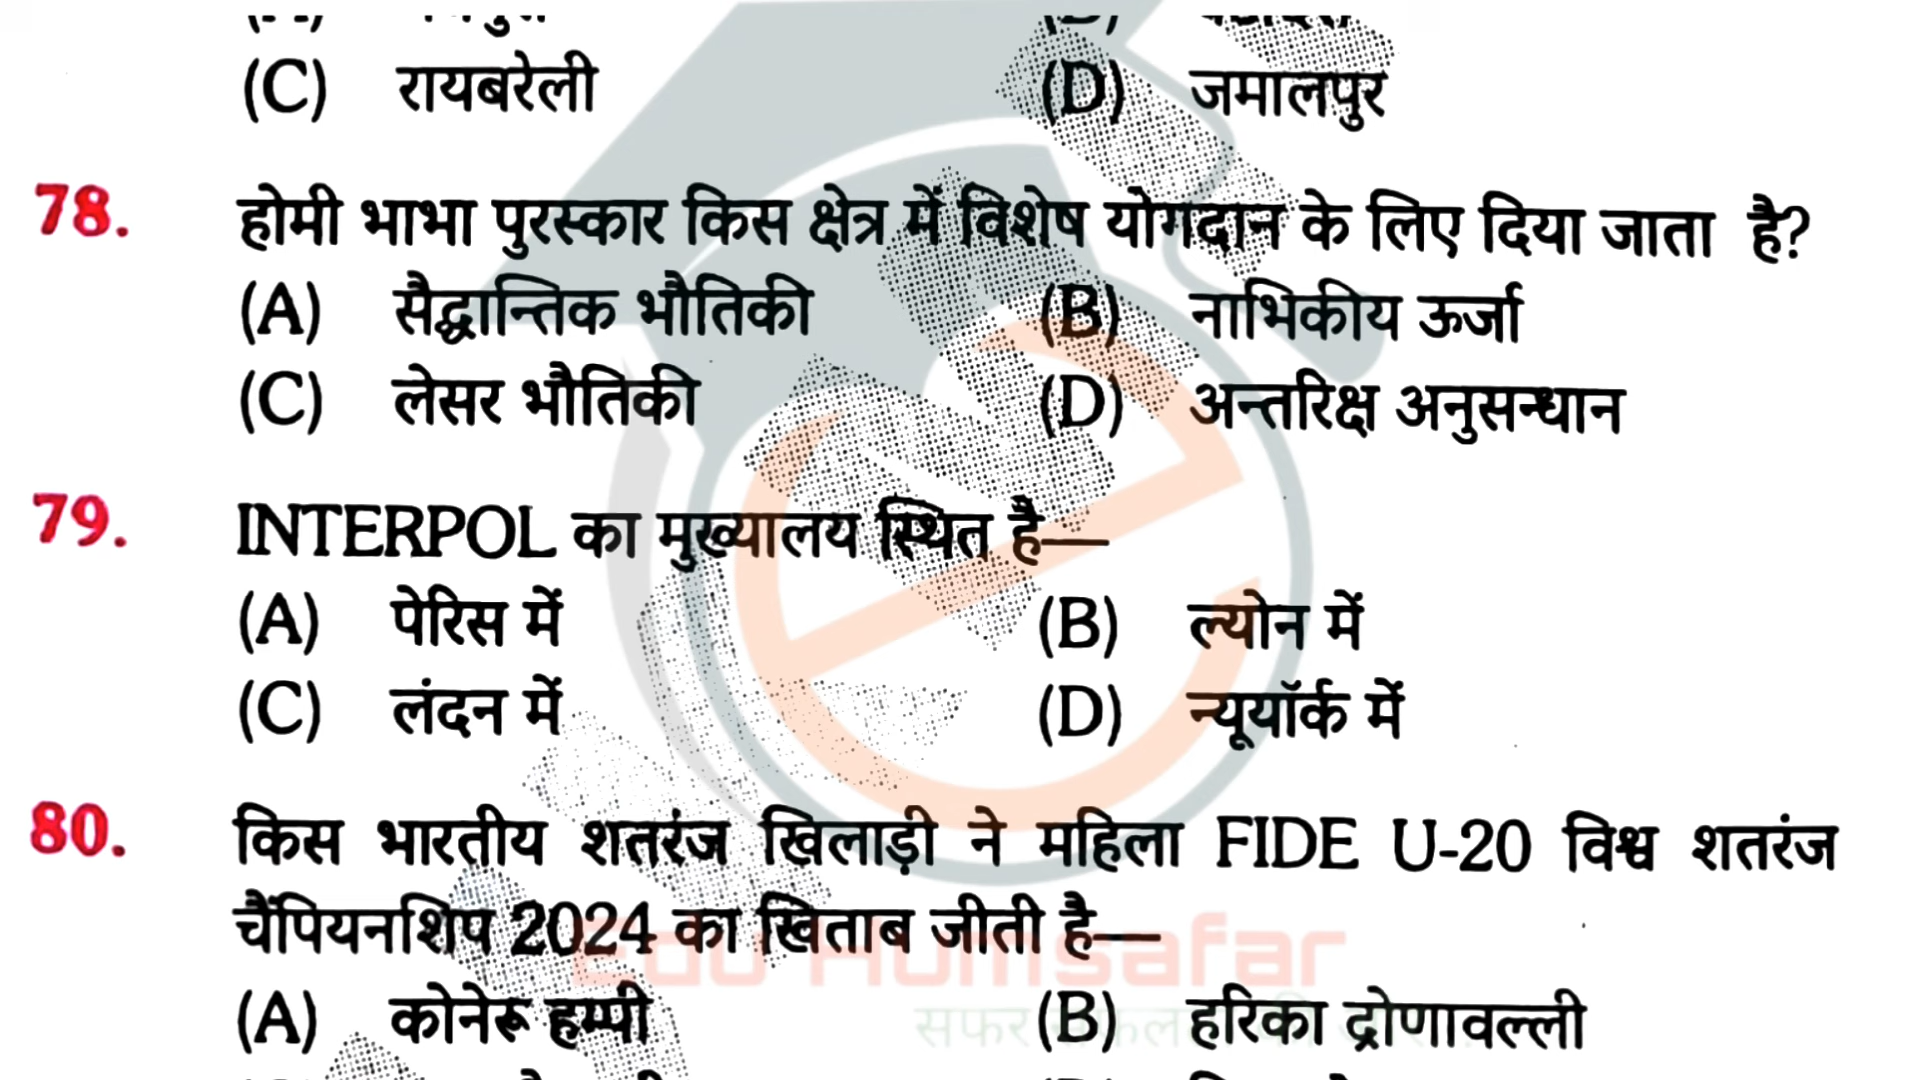 (C) रायबरेली (D) जमालपुर
78. होमी भाभा पुरस्कार किस क्षेत्र में विशेष योगदान के लिए दिया जाता है?
(A) सैद्धान्तिक भौतिकी (B) नाभिकीय ऊर्जा
(C) लेसर भौतिकी (D) अन्तरिक्ष अनुसन्धान
79. INTERPOL का मुख्यालय स्थित है—
(A) पेरिस में (B) ल्योन में
(C) लंदन में (D) न्यूयॉर्क में
80. किस भारतीय शतरंज खिलाड़ी ने महिला FIDE U-20 विश्व शतरंज
चैंपियनशिप 2024 का खिताब जीती है—
Edu Humsafar
(A) कोनेरू हम्पी (B) हरिका द्रोणावल्ली